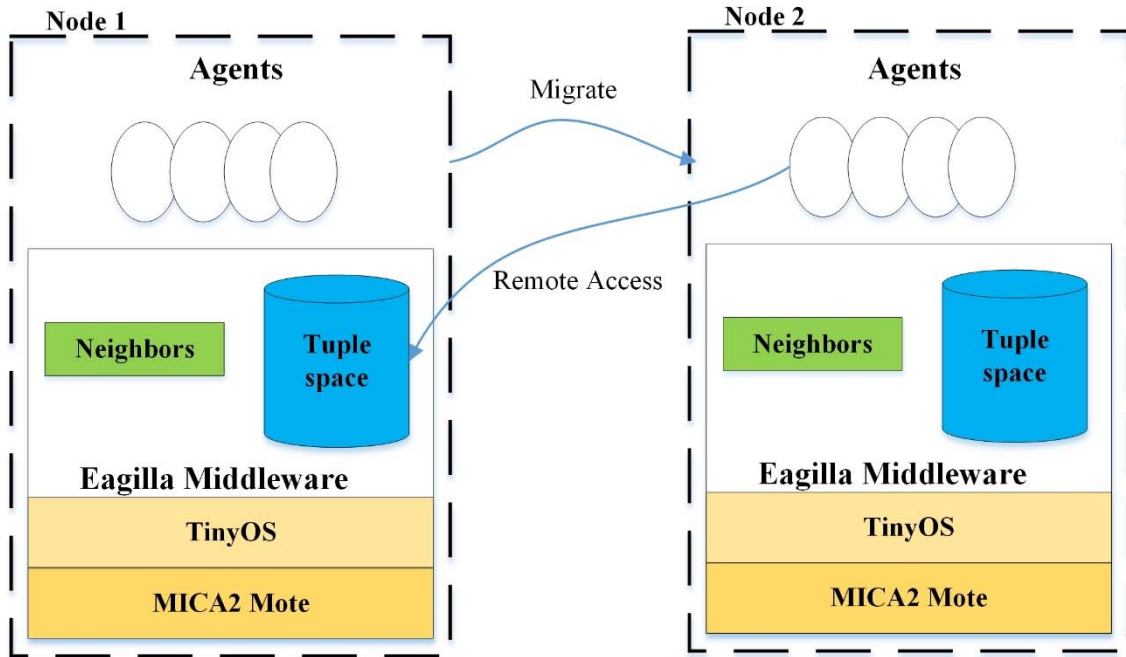 Node 1
Agents
Neighbors
Tuple
space
Eagilla Middleware
TinyOS
MICA2 Mote
Migrate
Remote Access
Node 2
Agents
Neighbors
Tuple
space
Eagilla Middleware
TinyOS
MICA2 Mote